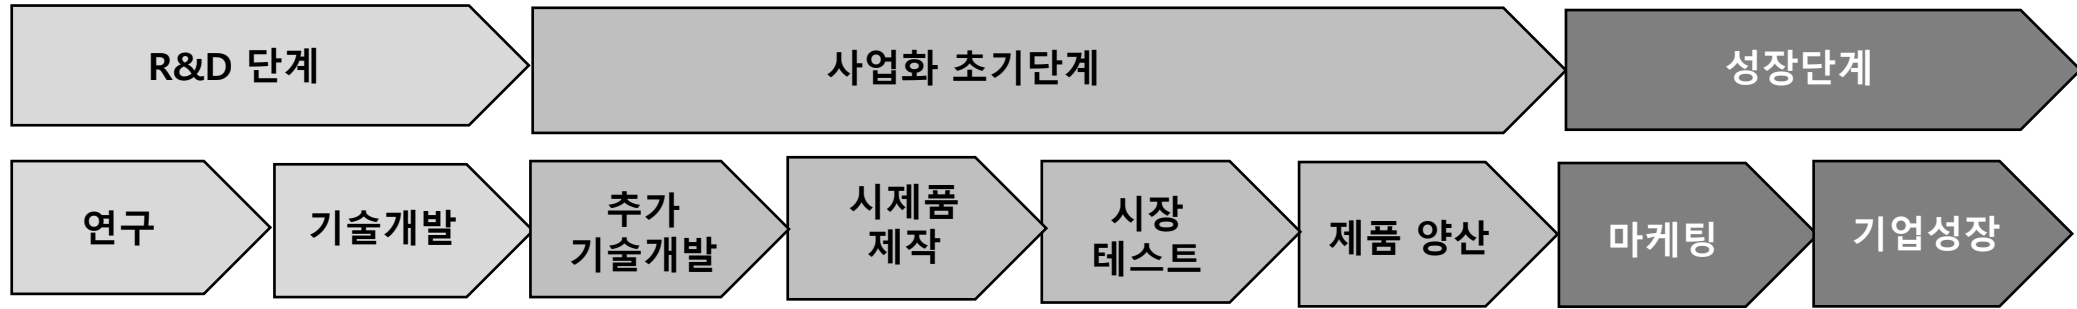 R&D 단계
사업화 초기단계
성장단계
연구
기술개발
추가
기술개발
시제품
제작
시장
테스트
제품 양산
마케팅
기업성장